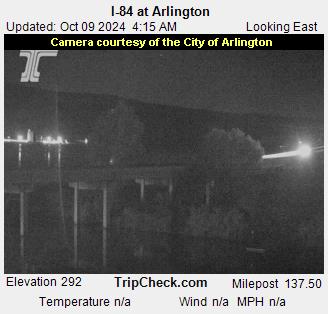 I-84 at Arlington
Updated: Oct 09 2024 4:15 AM Looking East
Camera courtesy of the City of Arlington
Elevation 292 TripCheck.com Milepost 137.50
Temperature n/a Wind n/a MPH n/a